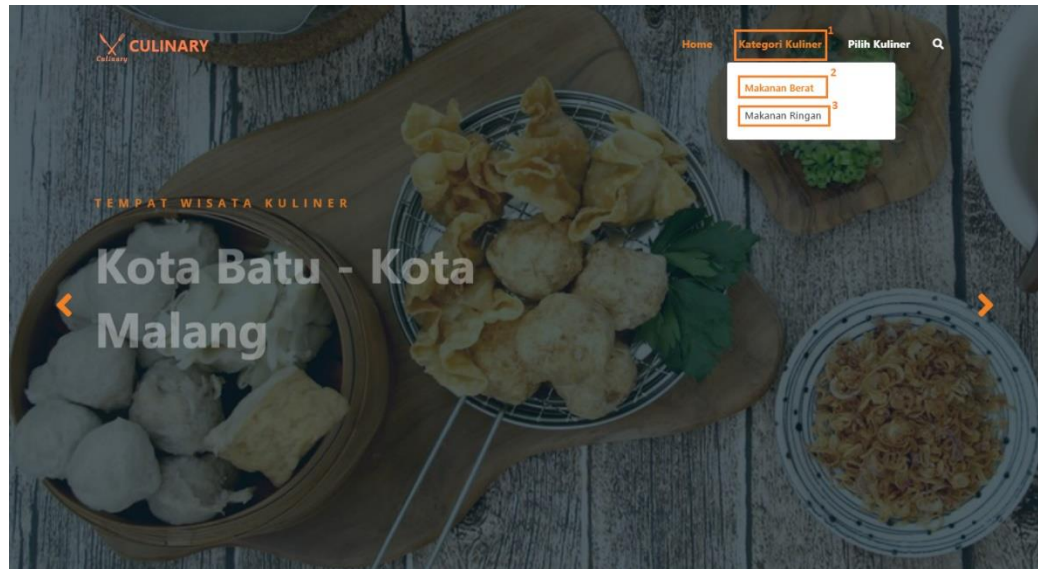 Culinary
CULINARY
Home
Kategori Kuliner
1
Pilih Kuliner
Makanan Berat
2
Makanan Ringan
3
TEMPAT WISATA KULINER
Kota Batu - Kota
Malang